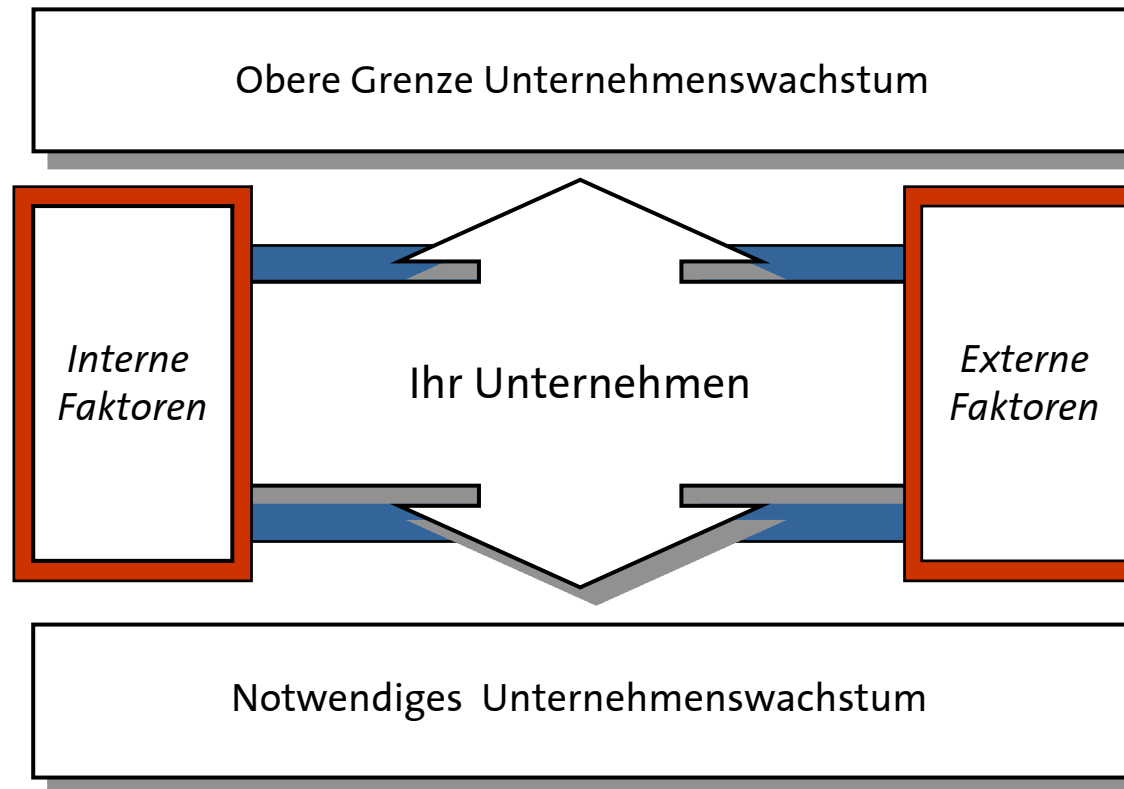 Obere Grenze Unternehmenswachstum
Interne
Faktoren
Ihr Unternehmen
Externe
Faktoren
Notwendiges Unternehmenswachstum